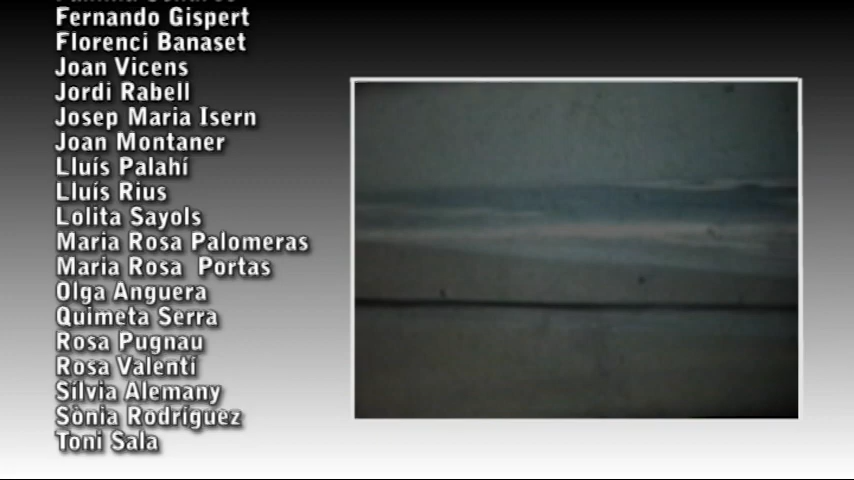 Fernando Gispert
Florenci Banaset
Joan Vicens
Jordi Rabell
Josep Maria Isern
Joan Montaner
Lluís Palahí
Lluís Rius
Lolita Sayols
Maria Rosa Palomeras
Maria Rosa Portas
Olga Anguera
Quimeta Serra
Rosa Pugnau
Rosa Valentí
Sílvia Alemany
Sònia Rodríguez
Toni Sala